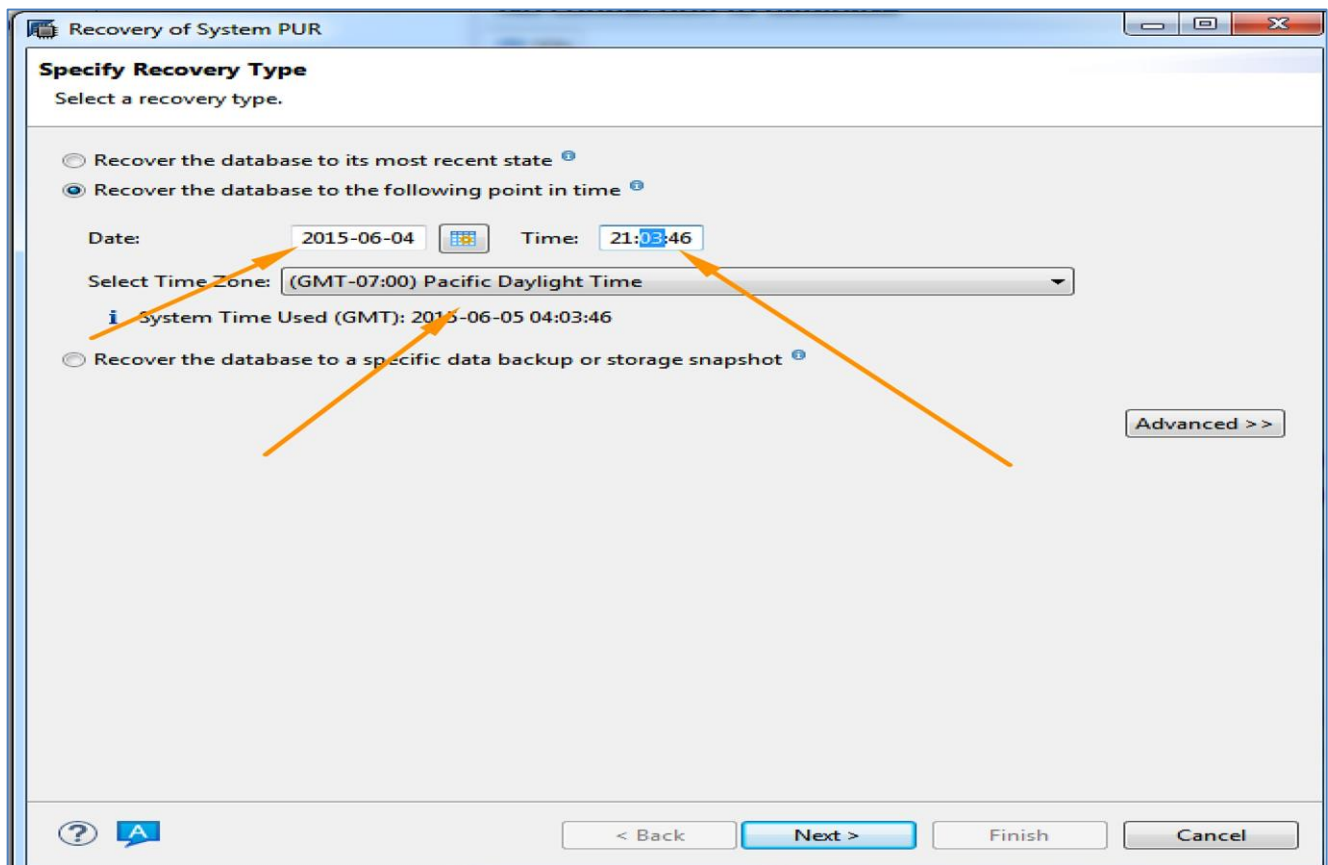 Recovery of System PUR
Specify Recovery Type
Select a recovery type.
Recover the database to its most recent state
Recover the database to the following point in time
Date: 2015-06-04 Time: 21:03:46
Select Time Zone: (GMT-07:00) Pacific Daylight Time
i System Time Used (GMT): 2015-06-05 04:03:46
Recover the database to a specific data backup or storage snapshot
Advanced >>
? A < Back Next > Finish Cancel